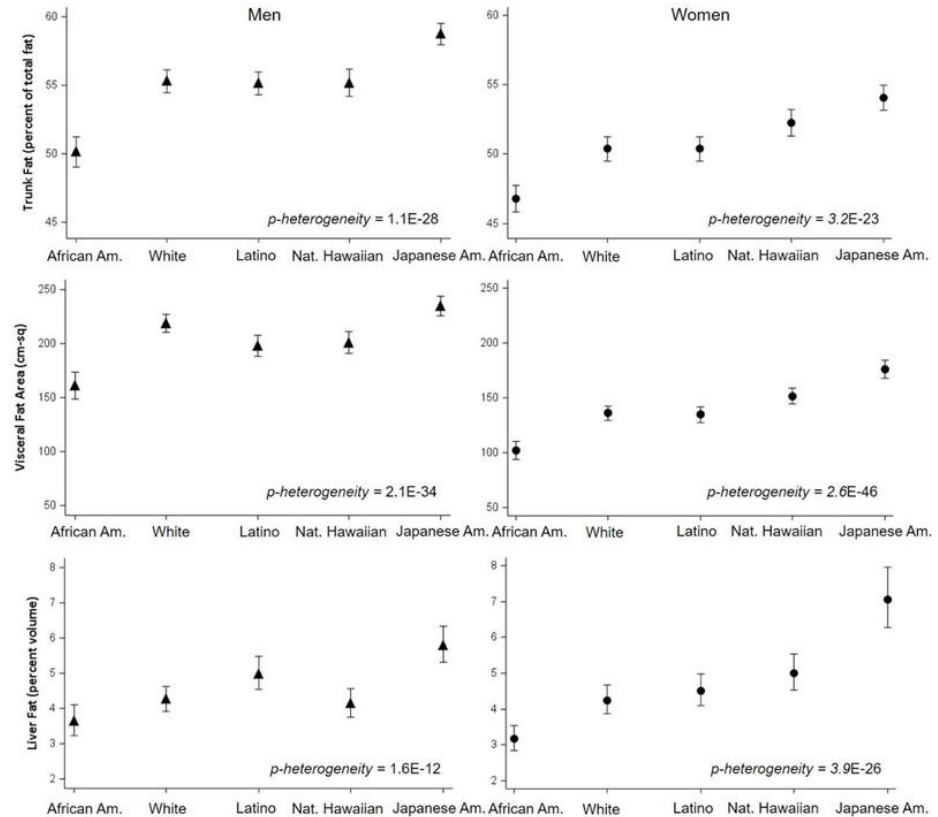 Men
Women
Trunk Fat (percent of total fat)
60
55
50
45
p-heterogeneity = 1.1E-28
African Am. White Latino Nat. Hawaiian Japanese Am.
60
55
50
45
p-heterogeneity = 3.2E-23
African Am. White Latino Nat. Hawaiian Japanese Am.
Visceral Fat Area (cm-sq)
250
200
150
100
50
p-heterogeneity = 2.1E-34
African Am. White Latino Nat. Hawaiian Japanese Am.
250
200
150
100
50
p-heterogeneity = 2.6E-46
African Am. White Latino Nat. Hawaiian Japanese Am.
Liver Fat (percent volume)
8
7
6
5
4
3
2
p-heterogeneity = 1.6E-12
African Am. White Latino Nat. Hawaiian Japanese Am.
8
7
6
5
4
3
2
p-heterogeneity = 3.9E-26
African Am. White Latino Nat. Hawaiian Japanese Am.